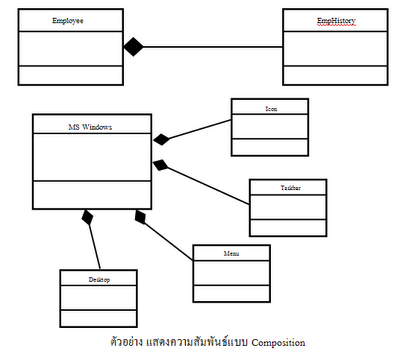 Employee
EmpHistory
Icon
MS Windows
Taskbar
Menu
Desktop
ตัวอย่าง แสดงความสัมพันธ์แบบ Composition